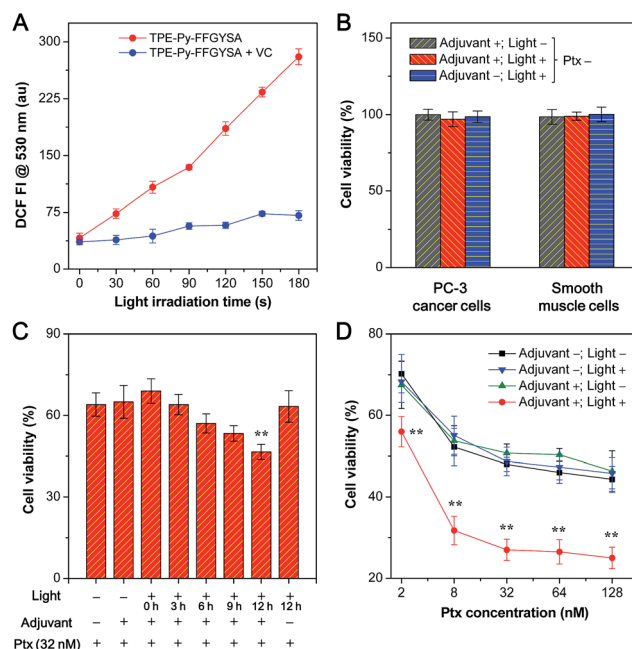 A
TPE-Py-FFGYSA
TPE-Py-FFGYSA + VC
DCF FI @ 530 nm (au)
300
225
150
75
0
0 30 60 90 120 150 180
Light irradiation time (s)
B
Adjuvant +; Light –
Adjuvant +; Light +
Adjuvant –; Light +
Ptx –
Cell viability (%)
150
100
50
0
PC-3
cancer cells
Smooth
muscle cells
C
Cell viability (%)
90
60
30
0
**
Light – – + + + + + +
0 h 3 h 6 h 9 h 12 h 12 h
Adjuvant – + + + + + + –
Ptx (32 nM) + + + + + + + +
D
Adjuvant –; Light –
Adjuvant –; Light +
Adjuvant +; Light –
Adjuvant +; Light +
Cell viability (%)
80
60
40
20
** ** ** ** **
2 8 32 64 128
Ptx concentration (nM)